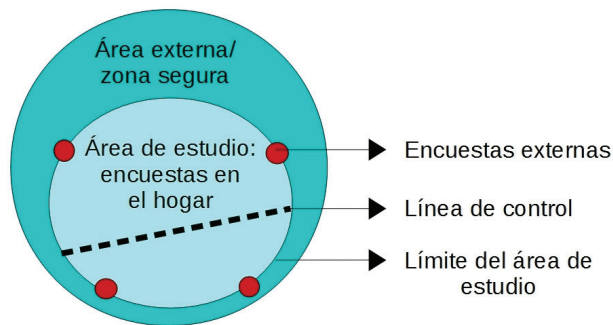 Área externa/
zona segura
Área de estudio:
encuestas en
el hogar
Encuestas externas
Línea de control
Límite del área de
estudio